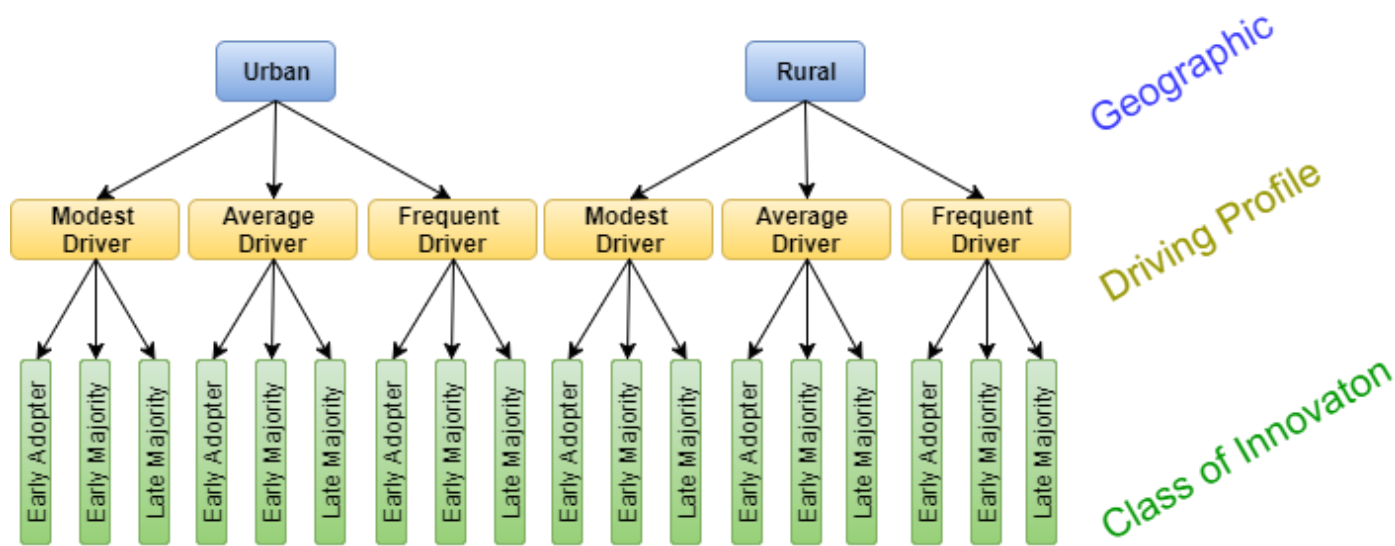 Urban
Rural
Geographic
Modest
Driver
Average
Driver
Frequent
Driver
Modest
Driver
Average
Driver
Frequent
Driver
Driving Profile
Early Adopter
Early Majority
Late Majority
Early Adopter
Early Majority
Late Majority
Early Adopter
Early Majority
Late Majority
Early Adopter
Early Majority
Late Majority
Early Adopter
Early Majority
Late Majority
Early Adopter
Early Majority
Late Majority
Class of Innovaton